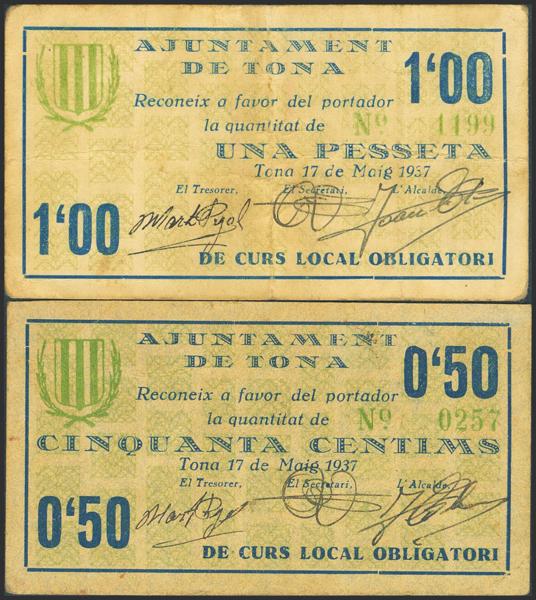 AJUNTAMENT
DE TONA
1'00
Reconeix a favor del portador
la quantitat de Nº 1199
UNA PESSETA
Tona 17 de Maig 1937
El Tresorer, El Secretari, L'Alcalde,
1'00
DE CURS LOCAL OBLIGATORI
AJUNTAMENT
DE TONA
0'50
Reconeix a favor del portador
la quantitat de Nº 0257
CINQUANTA CENTIMS
Tona 17 de Maig 1937
El Tresorer, El Secretari, L'Alcalde,
0'50
DE CURS LOCAL OBLIGATORI